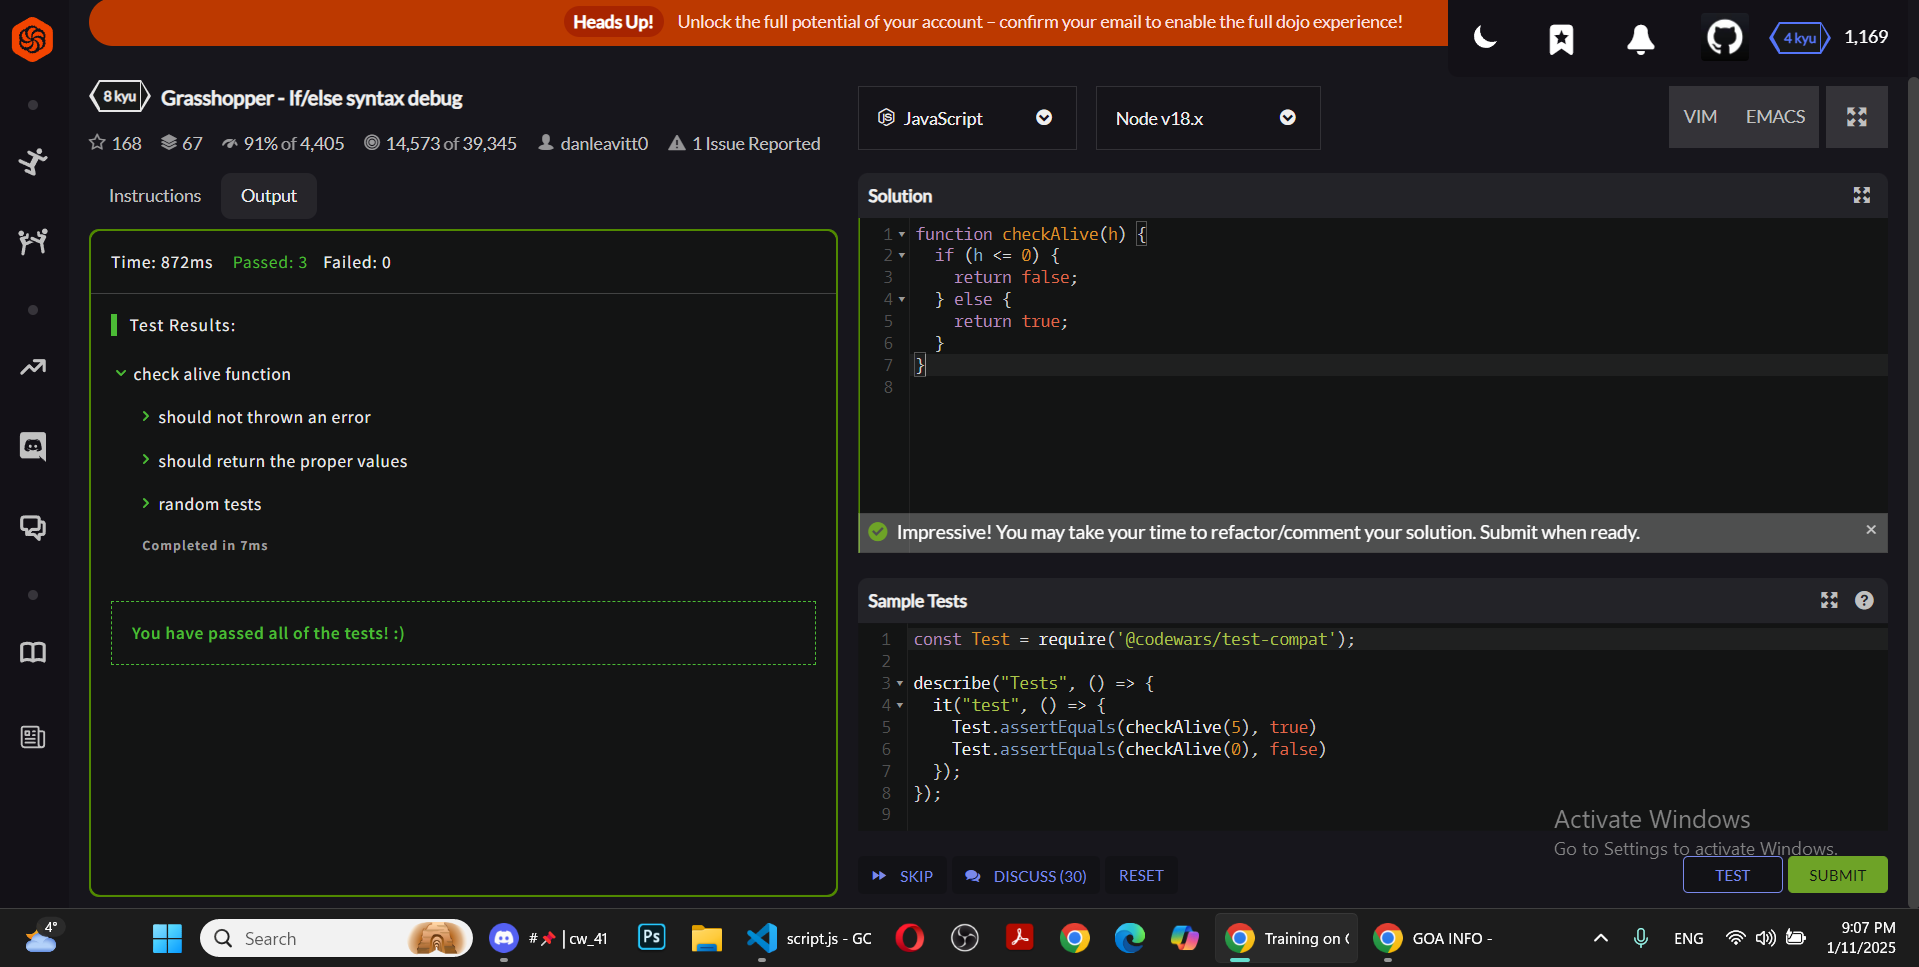 Heads Up! Unlock the full potential of your account – confirm your email to enable the full dojo experience!
4 kyu 1,169
8 kyu Grasshopper - If/else syntax debug
168 67 91% of 4,405 14,573 of 39,345 danleavitt0 1 Issue Reported
Instructions Output
Time: 872ms Passed: 3 Failed: 0
Test Results:
check alive function
should not thrown an error
should return the proper values
random tests
Completed in 7ms
You have passed all of the tests! :)
JavaScript
Node v18.x
VIM EMACS
Solution
1 function checkAlive(h) {
2 if (h <= 0) {
3 return false;
4 } else {
5 return true;
6 }
7 }
8
Impressive! You may take your time to refactor/comment your solution. Submit when ready.
Sample Tests
1 const Test = require('@codewars/test-compat');
2
3 describe("Tests", () => {
4 it("test", () => {
5 Test.assertEquals(checkAlive(5), true)
6 Test.assertEquals(checkAlive(0), false)
7 });
8 });
9
Activate Windows
Go to Settings to activate Windows.
SKIP DISCUSS (30) RESET TEST SUBMIT
4° Search # | cw_41 Ps script.js - GC Training on C GOA INFO - ENG 9:07 PM
1/11/2025